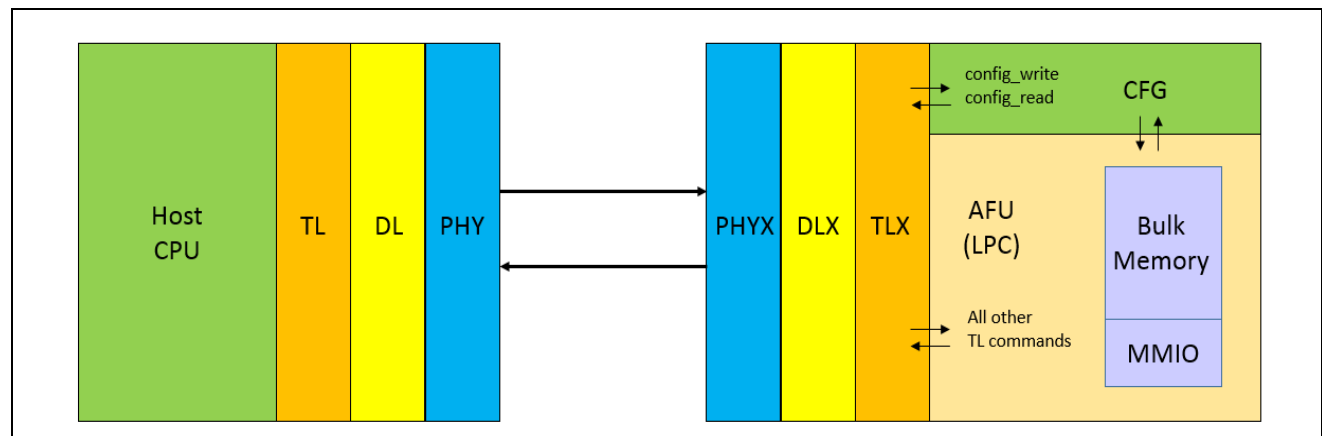 Host
CPU
TL
DL
PHY
PHYX
DLX
TLX
config_write
config_read
CFG
AFU
(LPC)
Bulk
Memory
MMIO
All other
TL commands